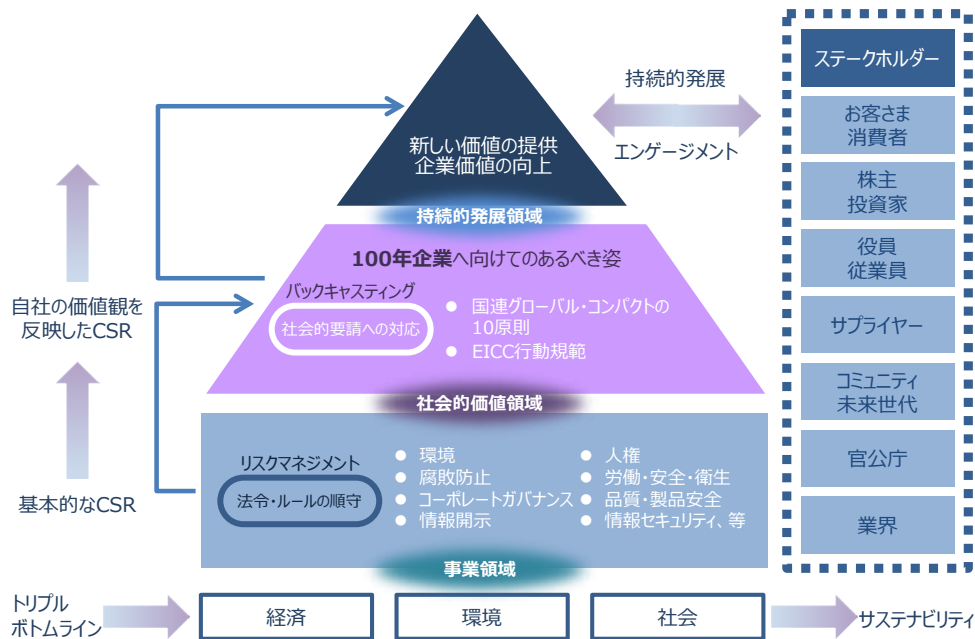 新しい価値の提供
企業価値の向上
持続的発展領域
持続的発展
エンゲージメント
100年企業へ向けてのあるべき姿
バックキャスティング
社会的要請への対応
● 国連グローバル・コンパクトの
10原則
● EICC行動規範
社会的価値領域
自社の価値観を
反映したCSR
基本的なCSR
リスクマネジメント
法令・ルールの順守
● 環境
● 腐敗防止
● コーポレートガバナンス
● 情報開示
● 人権
● 労働・安全・衛生
● 品質・製品安全
● 情報セキュリティ、等
事業領域
トリプル
ボトムライン
経済
環境
社会
サステナビリティ
ステークホルダー
お客さま
消費者
株主
投資家
役員
従業員
サプライヤー
コミュニティ
未来世代
官公庁
業界